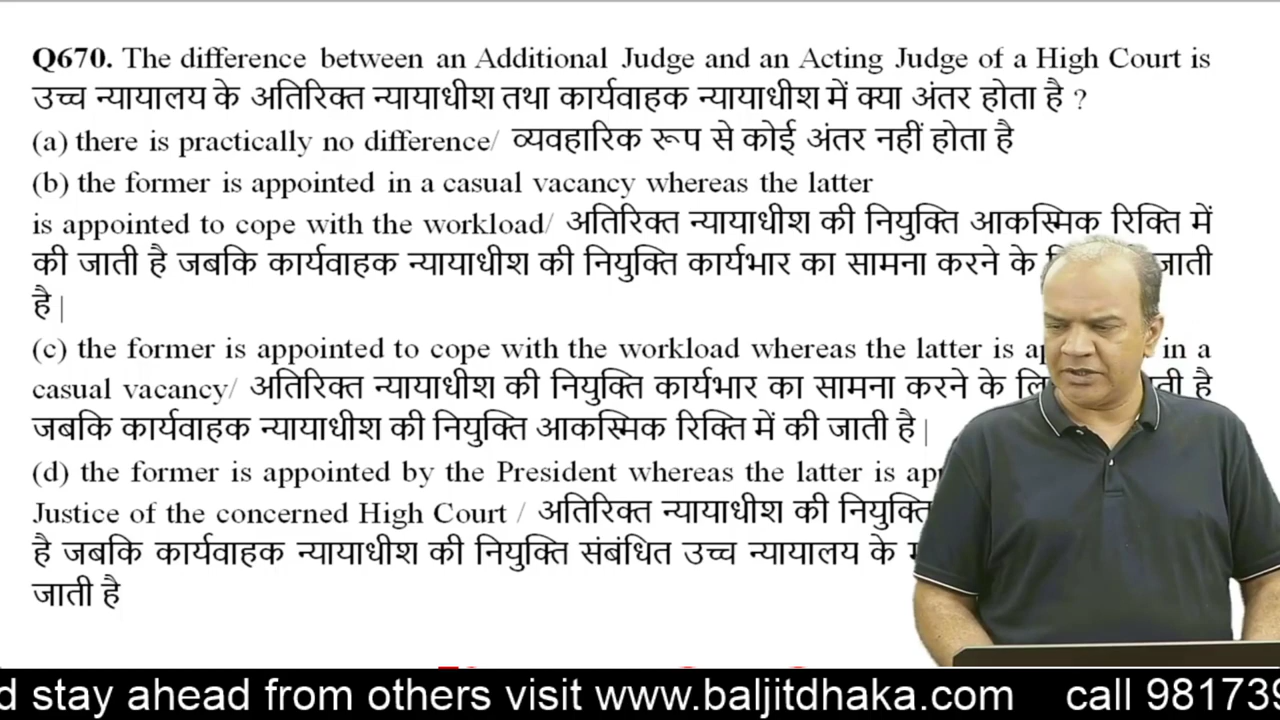 Q670. The difference between an Additional Judge and an Acting Judge of a High Court is
उच्च न्यायालय के अतिरिक्त न्यायाधीश तथा कार्यवाहक न्यायाधीश में क्या अंतर होता है ?
(a) there is practically no difference/ व्यवहारिक रूप से कोई अंतर नहीं होता है
(b) the former is appointed in a casual vacancy whereas the latter
is appointed to cope with the workload/ अतिरिक्त न्यायाधीश की नियुक्ति आकस्मिक रिक्ति में
की जाती है जबकि कार्यवाहक न्यायाधीश की नियुक्ति कार्यभार का सामना करने के जाती
है |
(c) the former is appointed to cope with the workload whereas the latter is in a
casual vacancy/ अतिरिक्त न्यायाधीश की नियुक्ति कार्यभार का सामना करने के है
जबकि कार्यवाहक न्यायाधीश की नियुक्ति आकस्मिक रिक्ति में की जाती है |
(d) the former is appointed by the President whereas the latter is
Justice of the concerned High Court / अतिरिक्त न्यायाधीश की नियुक्ति
है जबकि कार्यवाहक न्यायाधीश की नियुक्ति संबंधित उच्च न्यायालय के
जाती है
stay ahead from others visit www.baljitdhaka.com call 981739